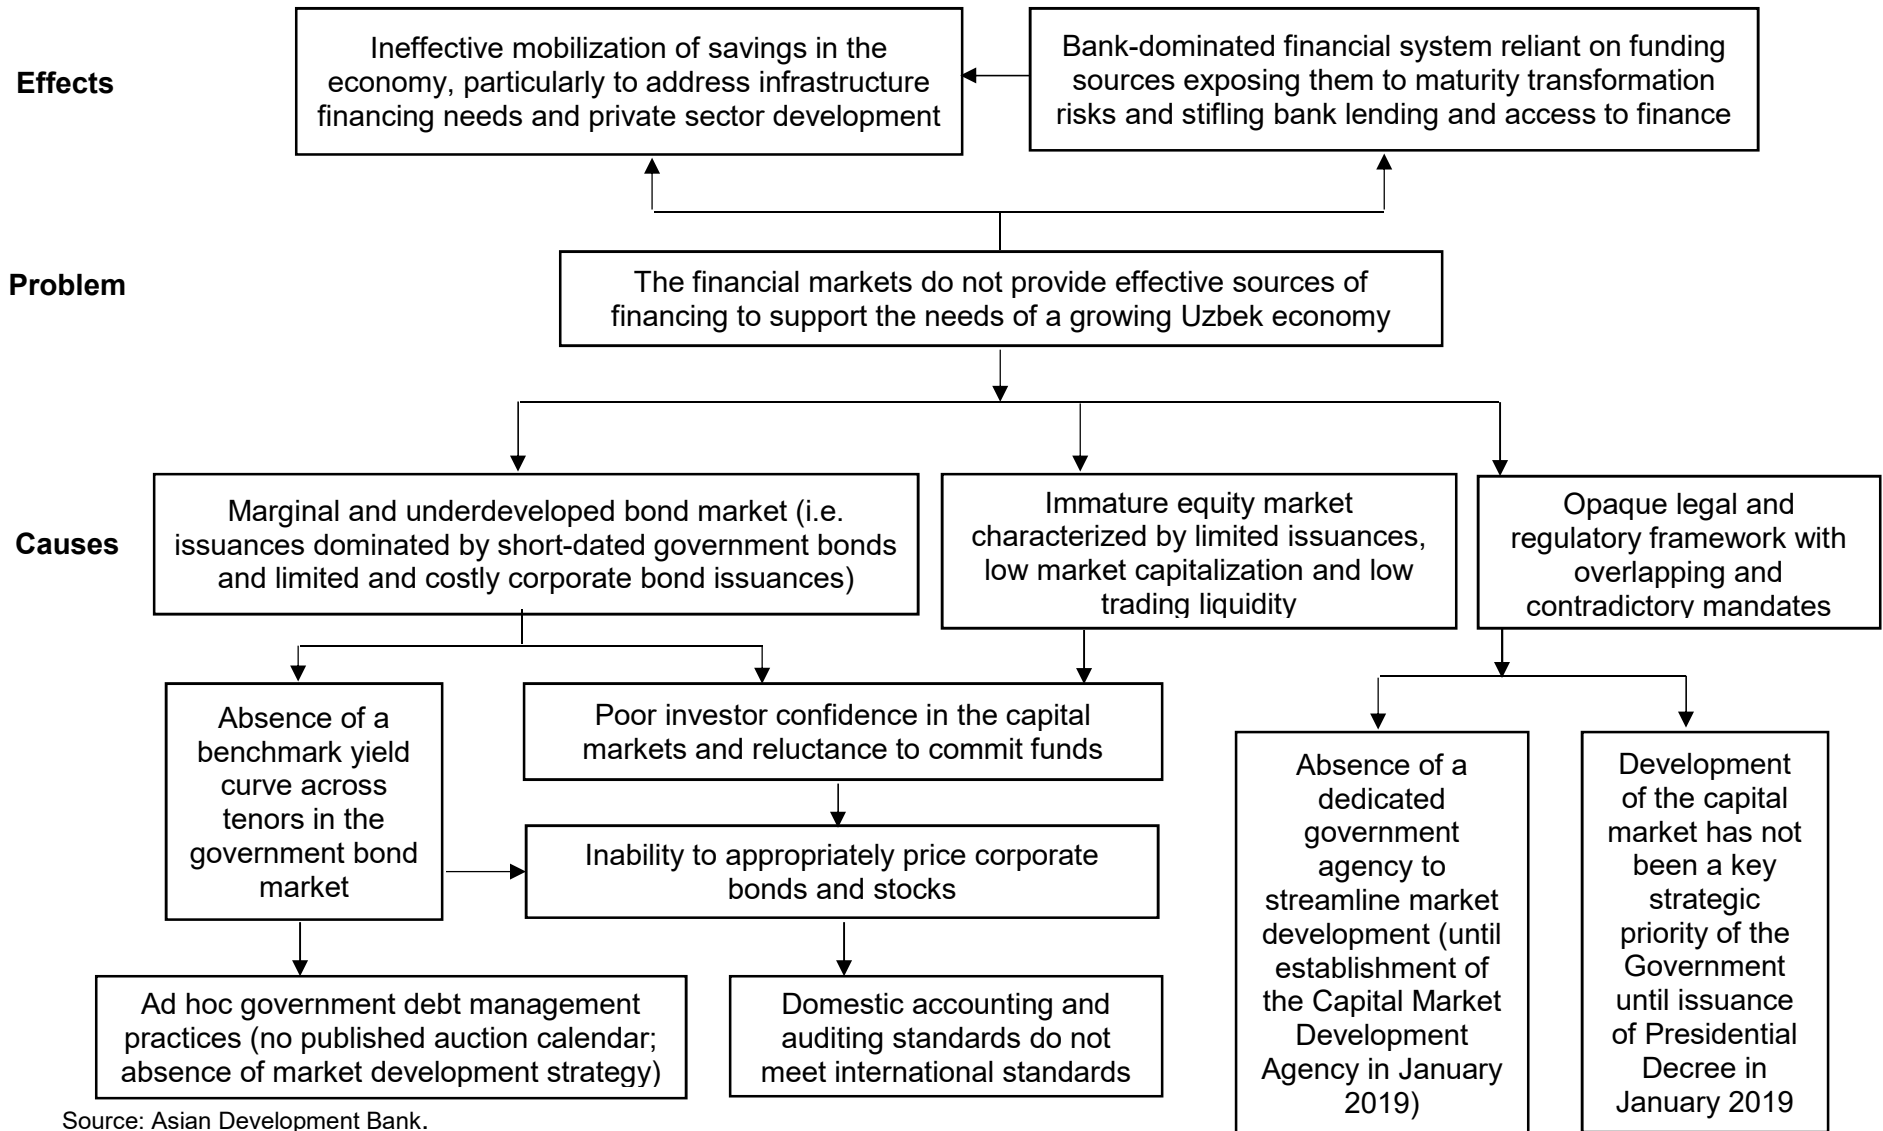 Effects
Ineffective mobilization of savings in the
economy, particularly to address infrastructure
financing needs and private sector development
Bank-dominated financial system reliant on funding
sources exposing them to maturity transformation
risks and stifling bank lending and access to finance
Problem
The financial markets do not provide effective sources of
financing to support the needs of a growing Uzbek economy
Causes
Marginal and underdeveloped bond market (i.e.
issuances dominated by short-dated government bonds
and limited and costly corporate bond issuances)
Immature equity market
characterized by limited issuances,
low market capitalization and low
trading liquidity
Opaque legal and
regulatory framework with
overlapping and
contradictory mandates
Absence of a
benchmark yield
curve across
tenors in the
government bond
market
Poor investor confidence in the capital
markets and reluctance to commit funds
Inability to appropriately price corporate
bonds and stocks
Absence of a
dedicated
government
agency to
streamline market
development (until
establishment of
the Capital Market
Development
Agency in January
2019)
Development
of the capital
market has not
been a key
strategic
priority of the
Government
until issuance
of Presidential
Decree in
January 2019
Ad hoc government debt management
practices (no published auction calendar;
absence of market development strategy)
Domestic accounting and
auditing standards do not
meet international standards
Source: Asian Development Bank.